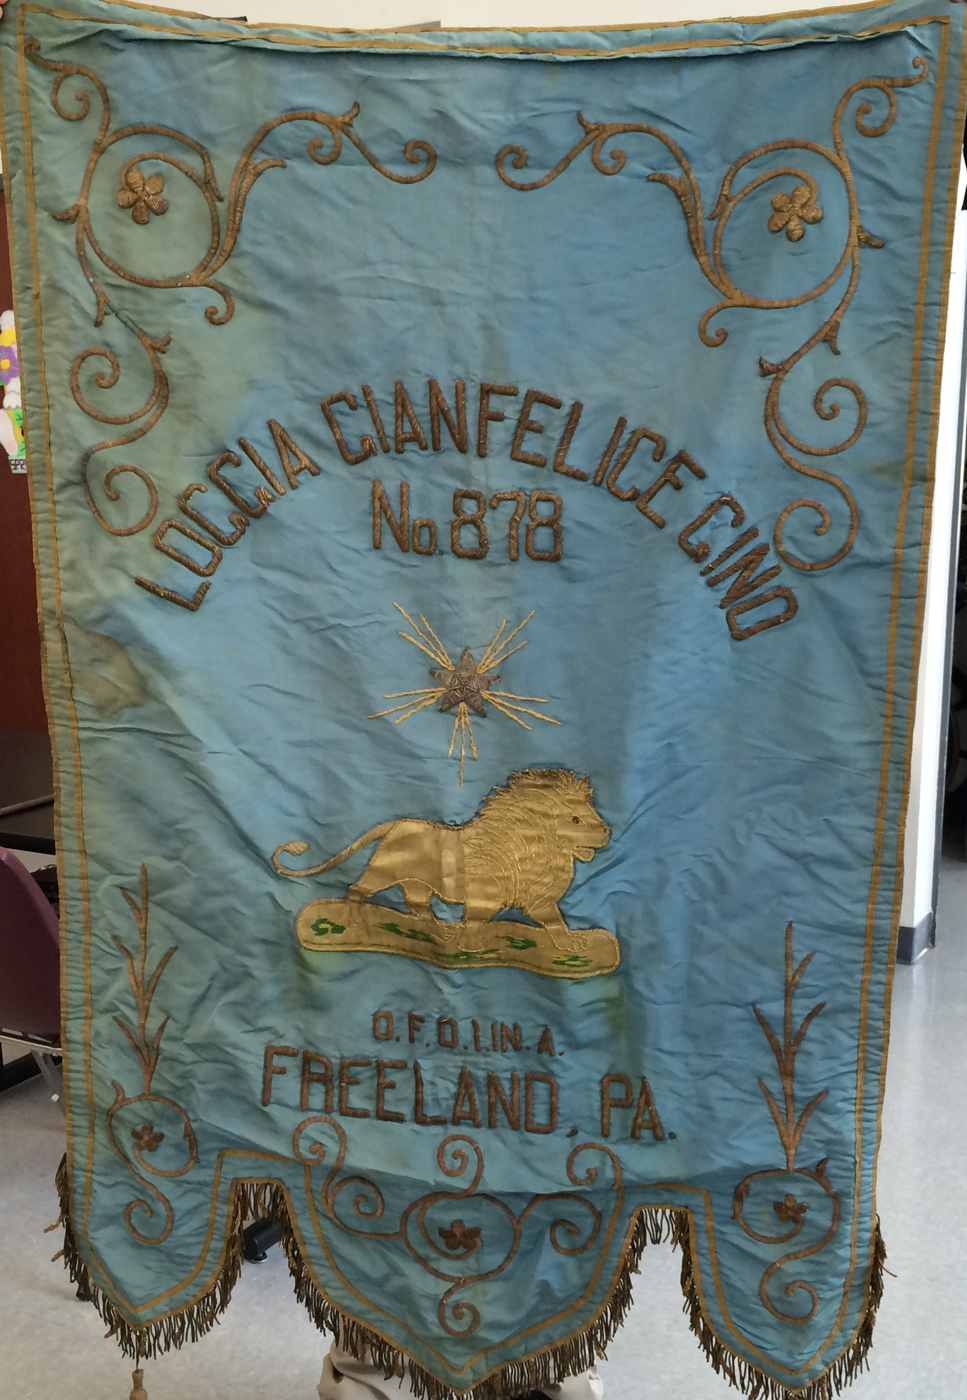 LOGGIA GIANFELICE GINO
No. 878
O.F.D.I.IN.A.
FREELAND. PA.